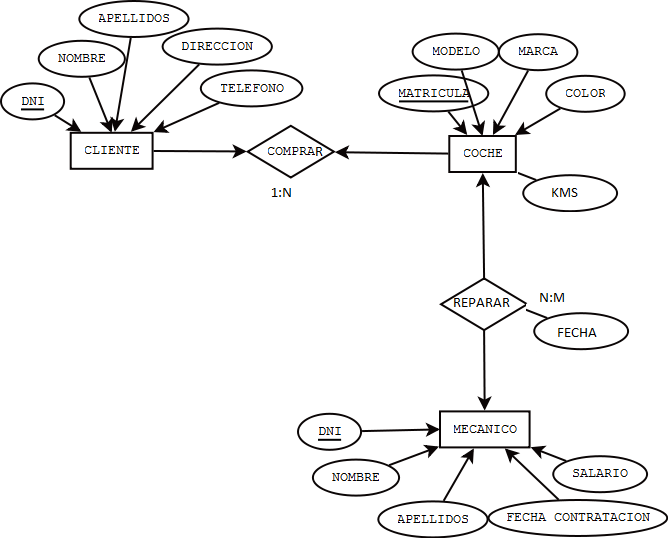 APELLIDOS
DIRECCION
NOMBRE
TELEFONO
DNI
CLIENTE
COMPRAR
1:N
MODELO
MARCA
MATRICULA
COLOR
COCHE
KMS
REPARAR
N:M
FECHA
DNI
MECANICO
NOMBRE
SALARIO
APELLIDOS
FECHA CONTRATACION